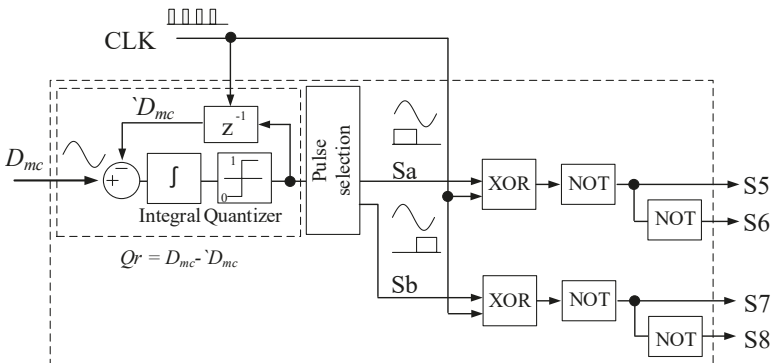 CLK
`Dmc
z-1
Dmc
+
−
∫
1
0
Integral Quantizer
Qr = Dmc-`Dmc
Pulse selection
Sa
Sb
XOR
NOT
NOT
S5
S6
XOR
NOT
NOT
S7
S8